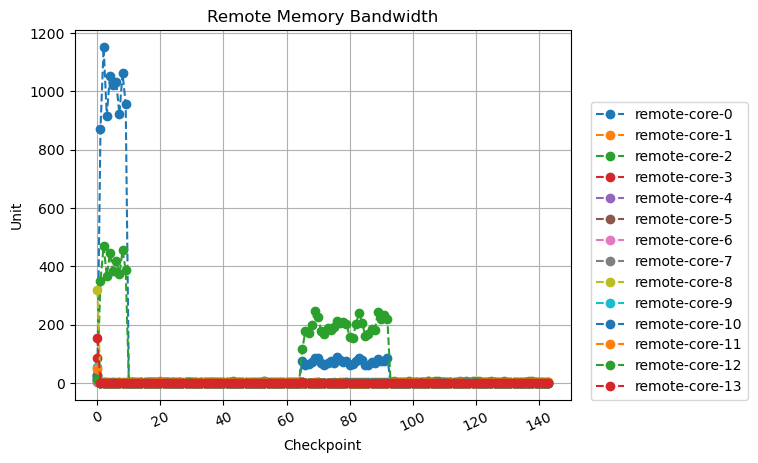 Remote Memory Bandwidth
Unit
1200
1000
800
600
400
200
0
0 20 40 60 80 100 120 140
Checkpoint
remote-core-0
remote-core-1
remote-core-2
remote-core-3
remote-core-4
remote-core-5
remote-core-6
remote-core-7
remote-core-8
remote-core-9
remote-core-10
remote-core-11
remote-core-12
remote-core-13